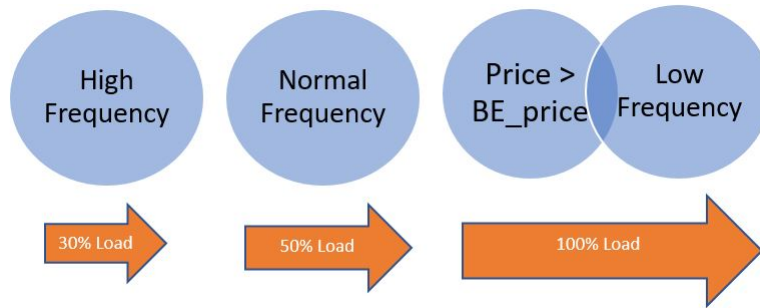 High
Frequency
Normal
Frequency
Price >
BE_price
Low
Frequency
30% Load
50% Load
100% Load